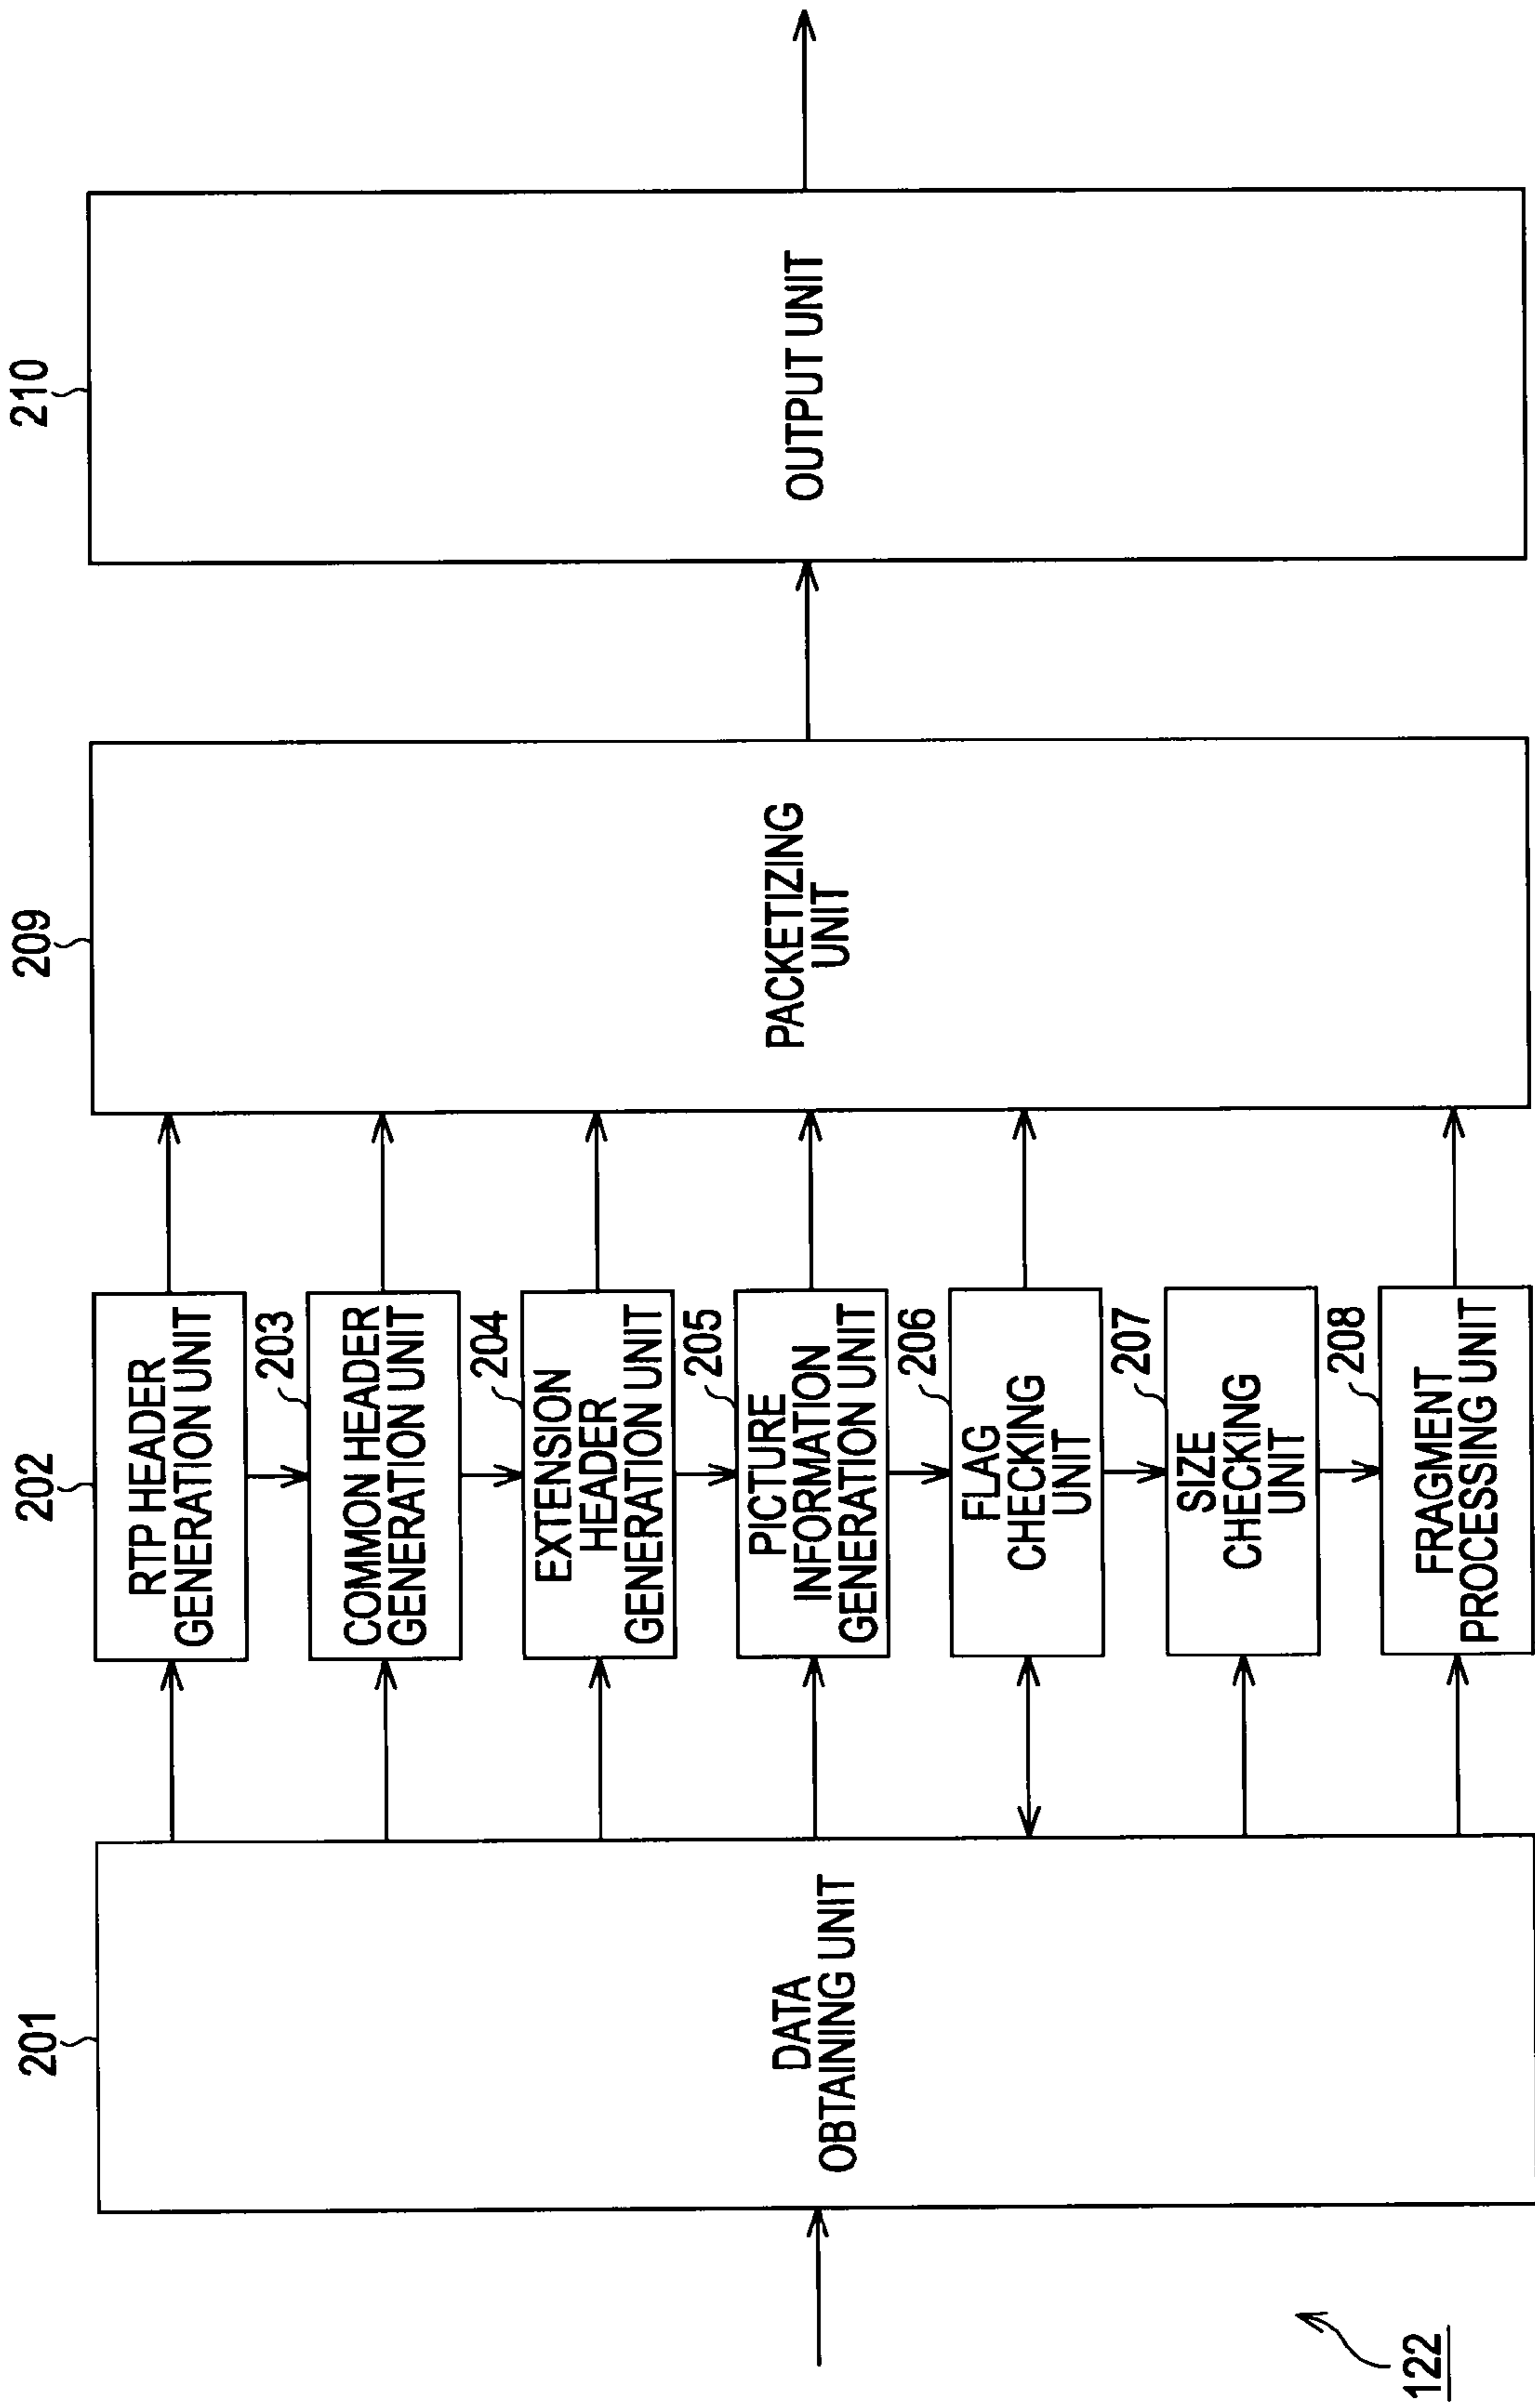 201
DATA
OBTAINING UNIT
202
RTP HEADER
GENERATION UNIT
203
COMMON HEADER
GENERATION UNIT
204
EXTENSION
HEADER
GENERATION UNIT
205
PICTURE
INFORMATION
GENERATION UNIT
206
FLAG
CHECKING
UNIT
207
SIZE
CHECKING
UNIT
208
FRAGMENT
PROCESSING UNIT
209
PACKETIZING
UNIT
210
OUTPUT UNIT
122